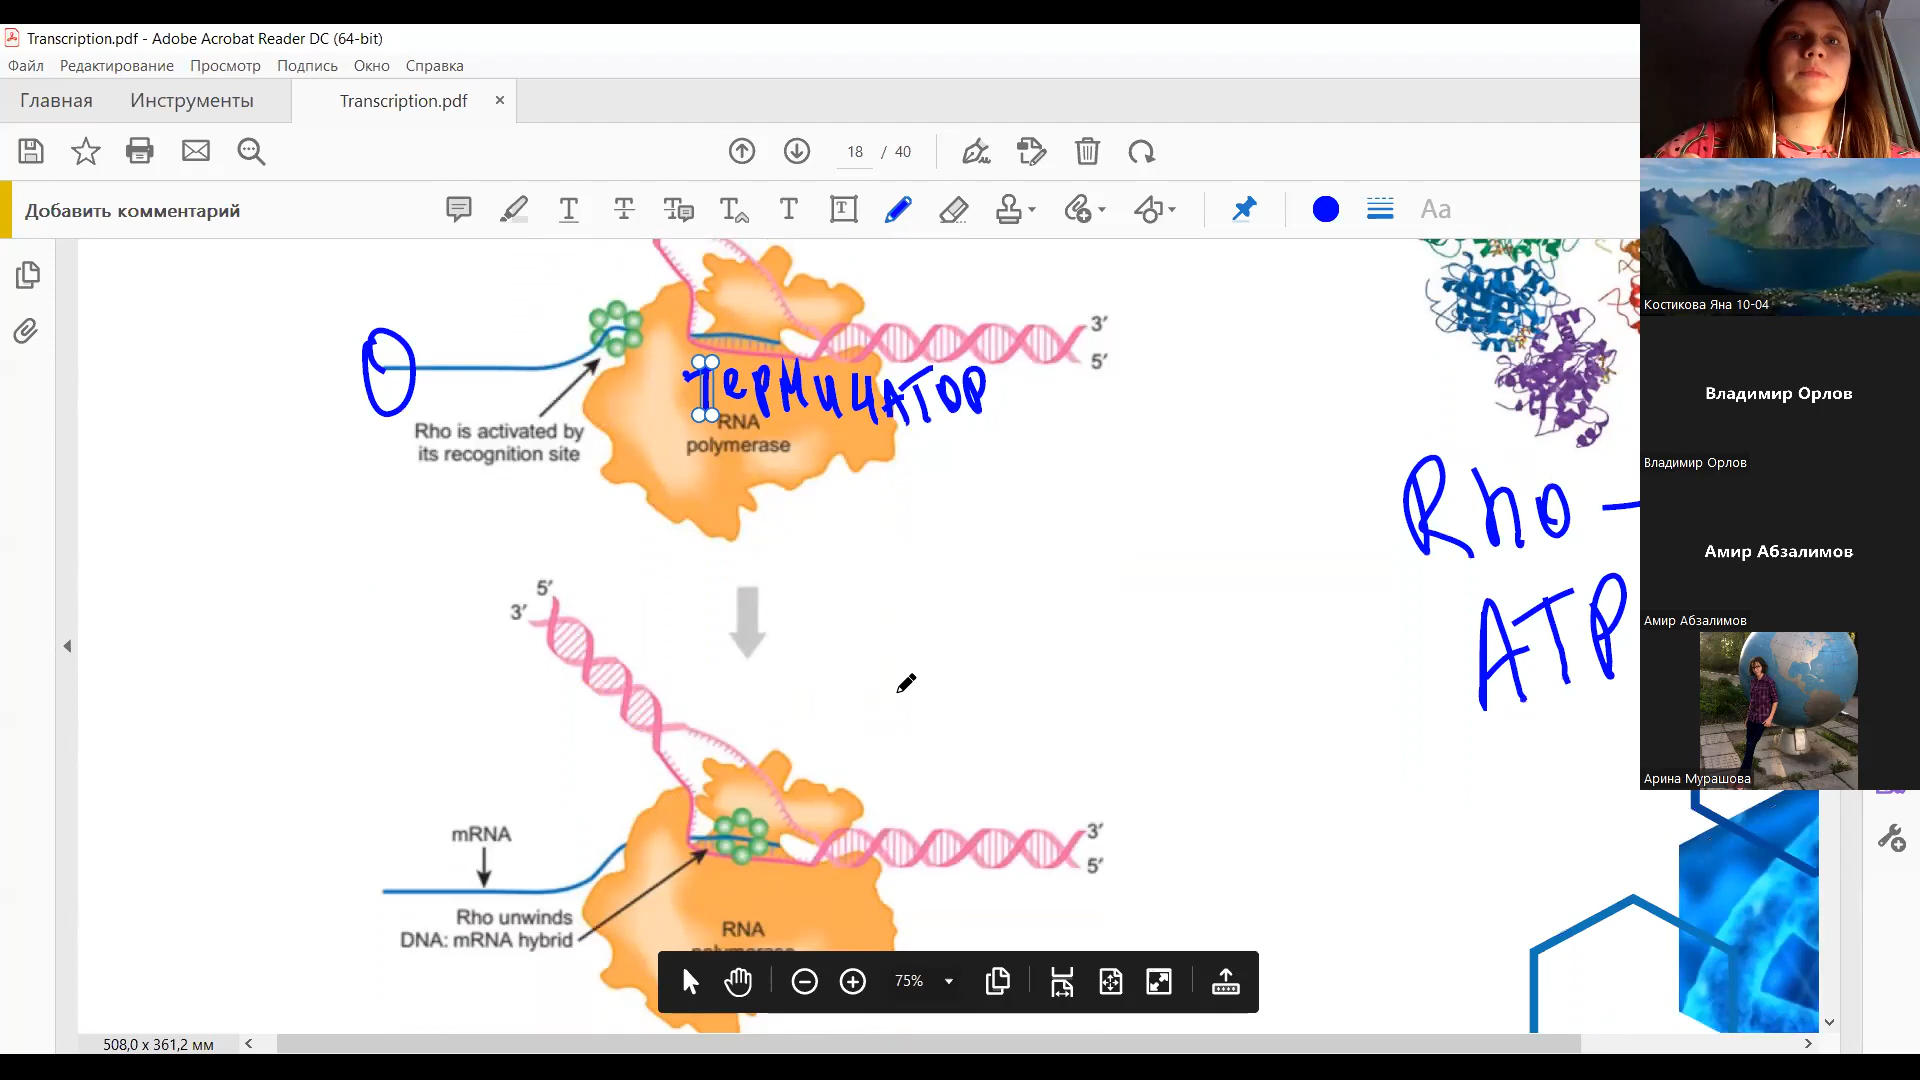 Transcription.pdf - Adobe Acrobat Reader DC (64-bit)
Файл Редактирование Просмотр Подпись Окно Справка
Главная Инструменты Transcription.pdf ×
18 / 40
Добавить комментарий
Aa
3′
5′
ТЕРМИНАТОР
Rho is activated by
its recognition site
RNA
polymerase
Rho –
ATP
5′
3′
3′
5′
mRNA
Rho unwinds
DNA: mRNA hybrid
RNA
polymerase
75%
508,0 x 361,2 мм
Костикова Яна 10-04
Владимир Орлов
Владимир Орлов
Амир Абзалимов
Амир Абзалимов
Арина Мурашова